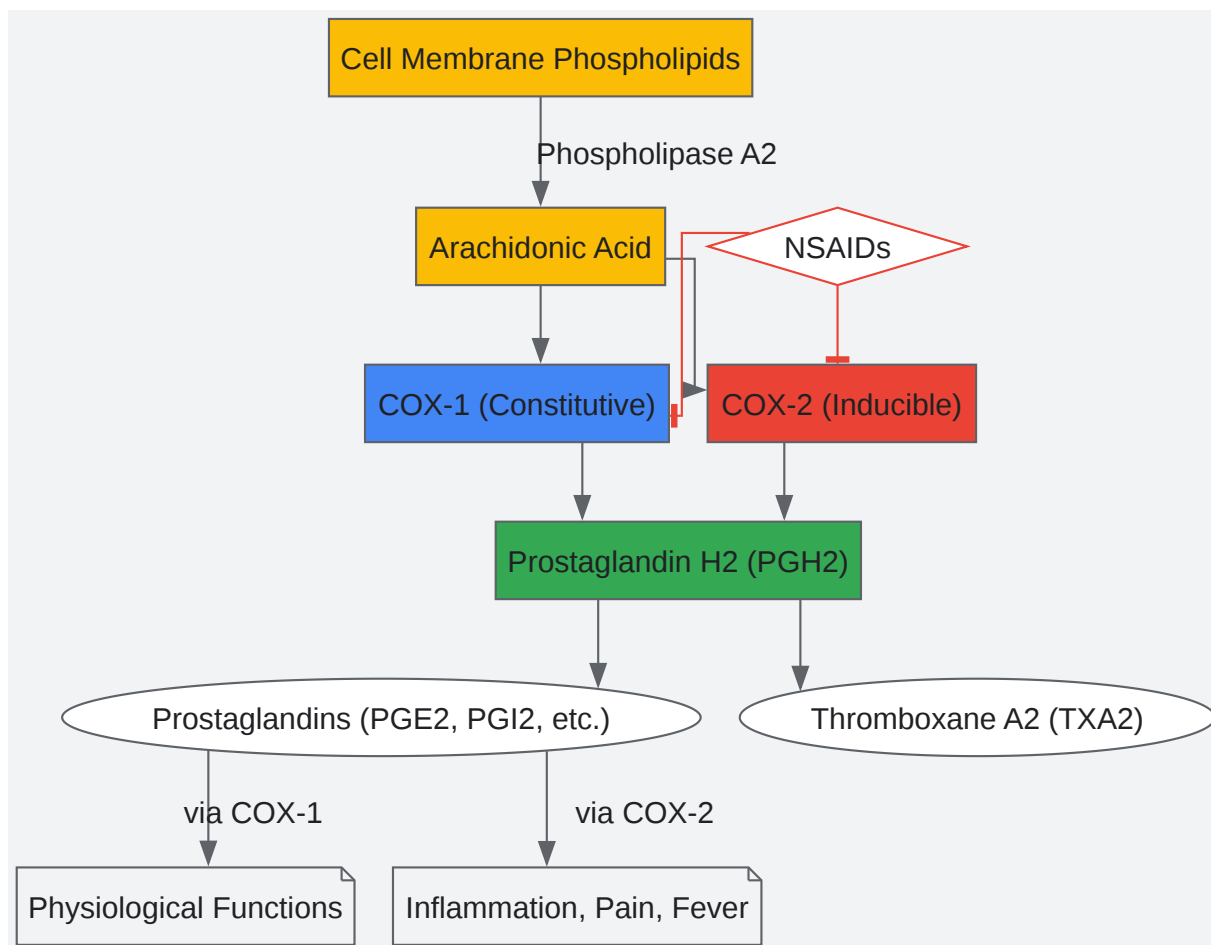 Cell Membrane Phospholipids
Phospholipase A2
Arachidonic Acid
NSAIDs
COX-1 (Constitutive)
COX-2 (Inducible)
Prostaglandin H2 (PGH2)
Prostaglandins (PGE2, PGI2, etc.)
Thromboxane A2 (TXA2)
via COX-1
via COX-2
Physiological Functions
Inflammation, Pain, Fever